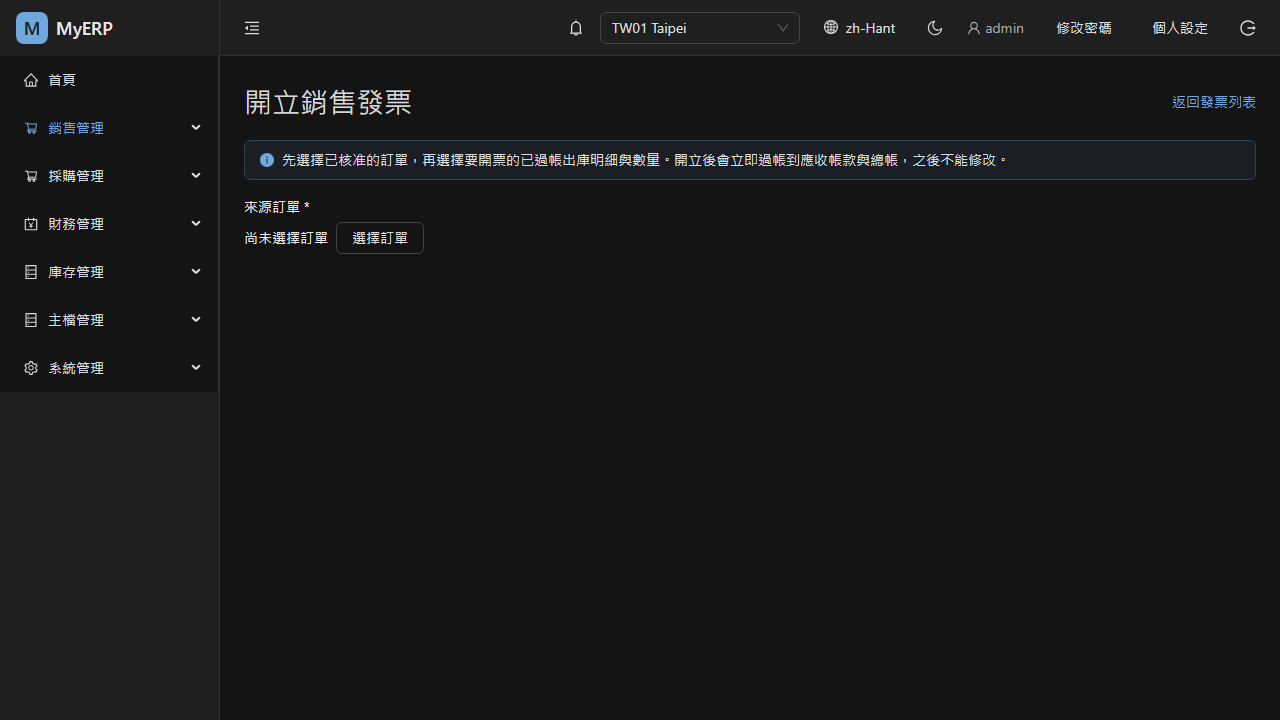 M MyERP
TW01 Taipei
zh-Hant
admin
修改密碼
個人設定
首頁
銷售管理
採購管理
財務管理
庫存管理
主檔管理
系統管理
開立銷售發票
返回發票列表
先選擇已核准的訂單，再選擇要開票的已過帳出庫明細與數量。開立後會立即過帳到應收帳款與總帳，之後不能修改。
來源訂單 *
尚未選擇訂單
選擇訂單